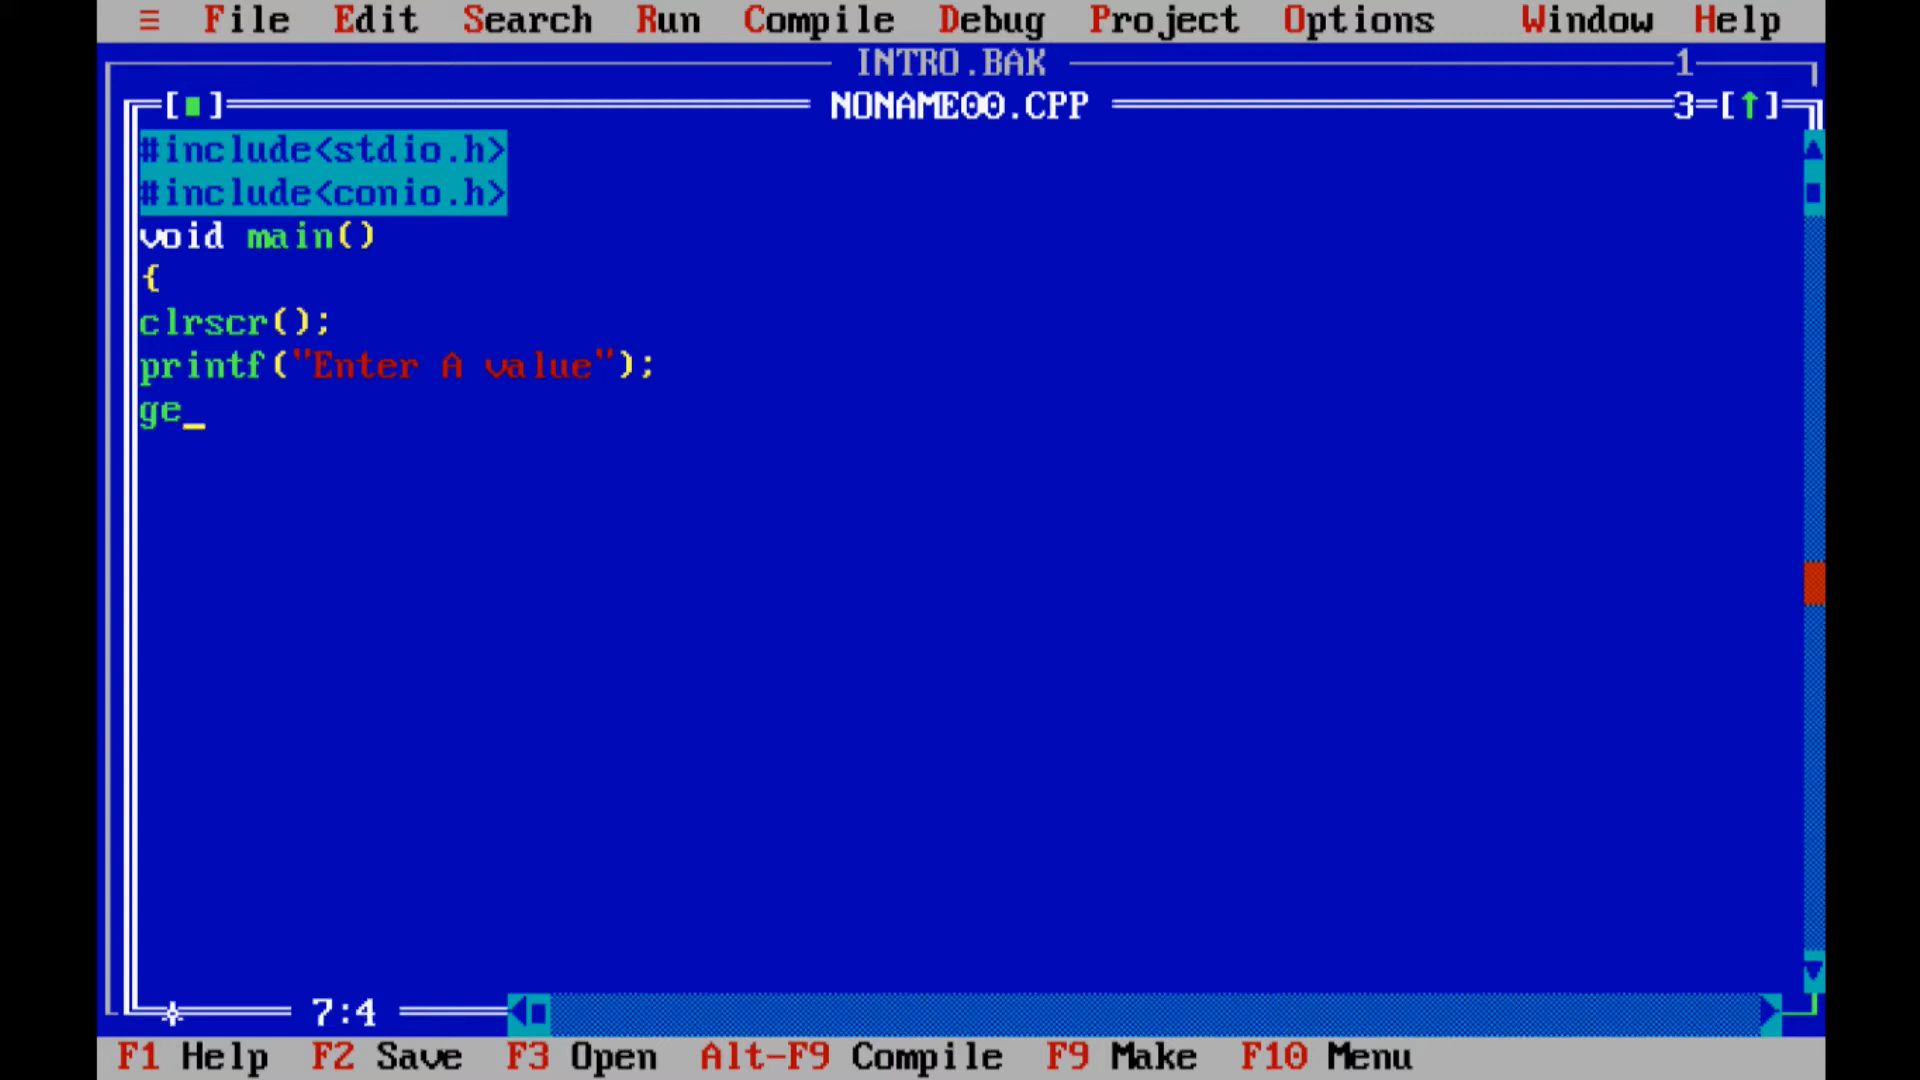 ≡ File Edit Search Run Compile Debug Project Options Window Help
INTRO.BAK 1
[■] NONAME00.CPP 3=[↑]
#include<stdio.h>
#include<conio.h>
void main()
{
clrscr();
printf("Enter A value");
ge_
7:4
F1 Help F2 Save F3 Open Alt-F9 Compile F9 Make F10 Menu